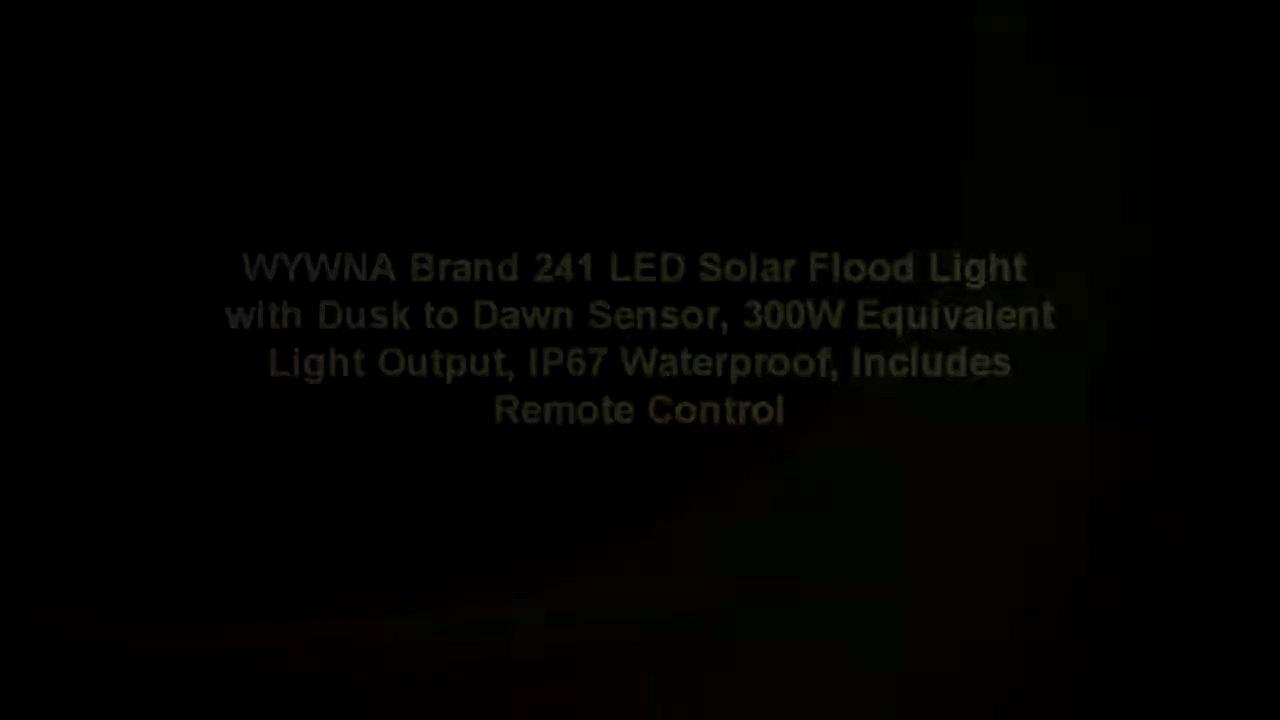 WYWNA Brand 241 LED Solar Flood Light
with Dusk to Dawn Sensor, 300W Equivalent
Light Output, IP67 Waterproof, Includes
Remote Control